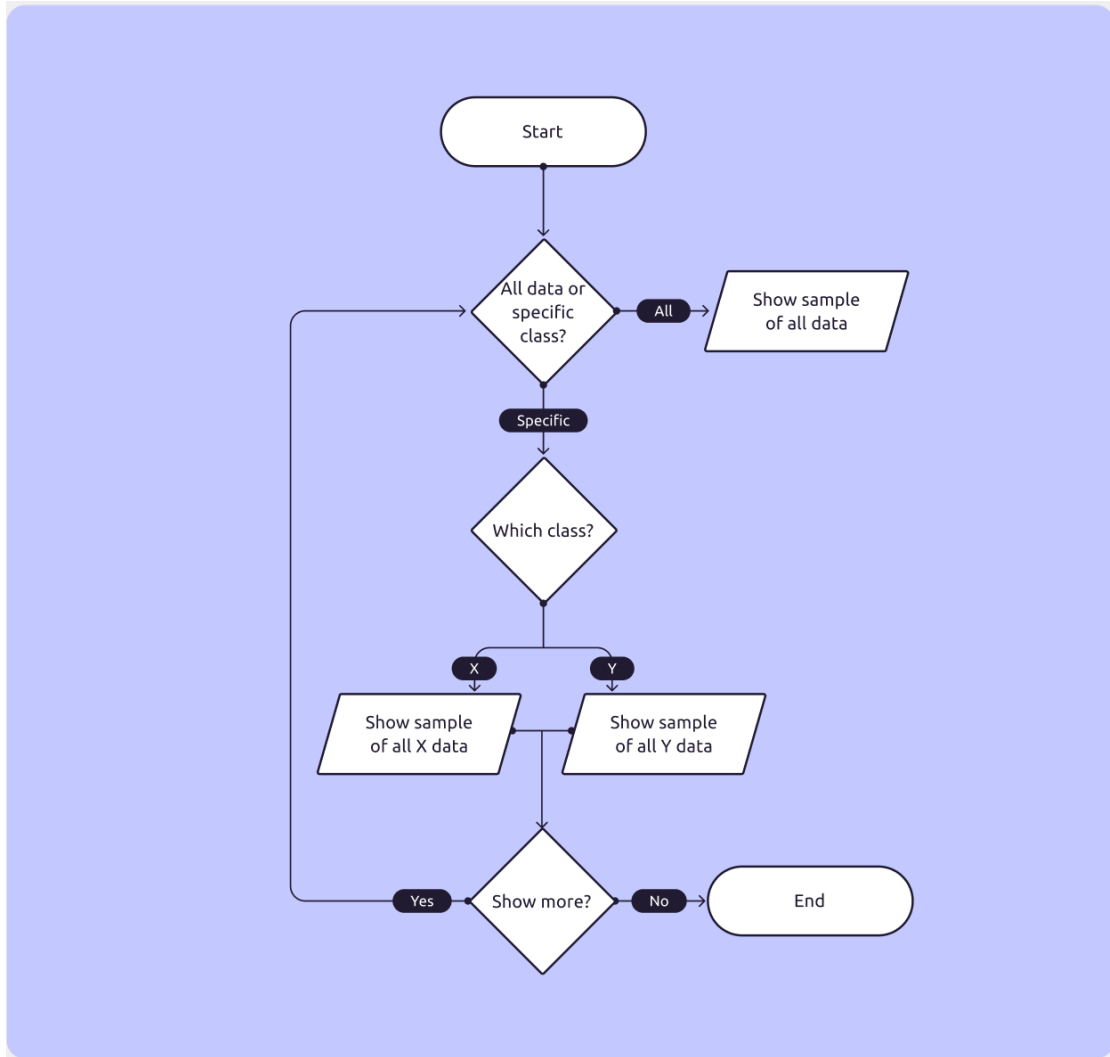 Start
All data or
specific
class?
All
Show sample
of all data
Specific
Which class?
X
Y
Show sample
of all X data
Show sample
of all Y data
Yes
Show more?
No
End